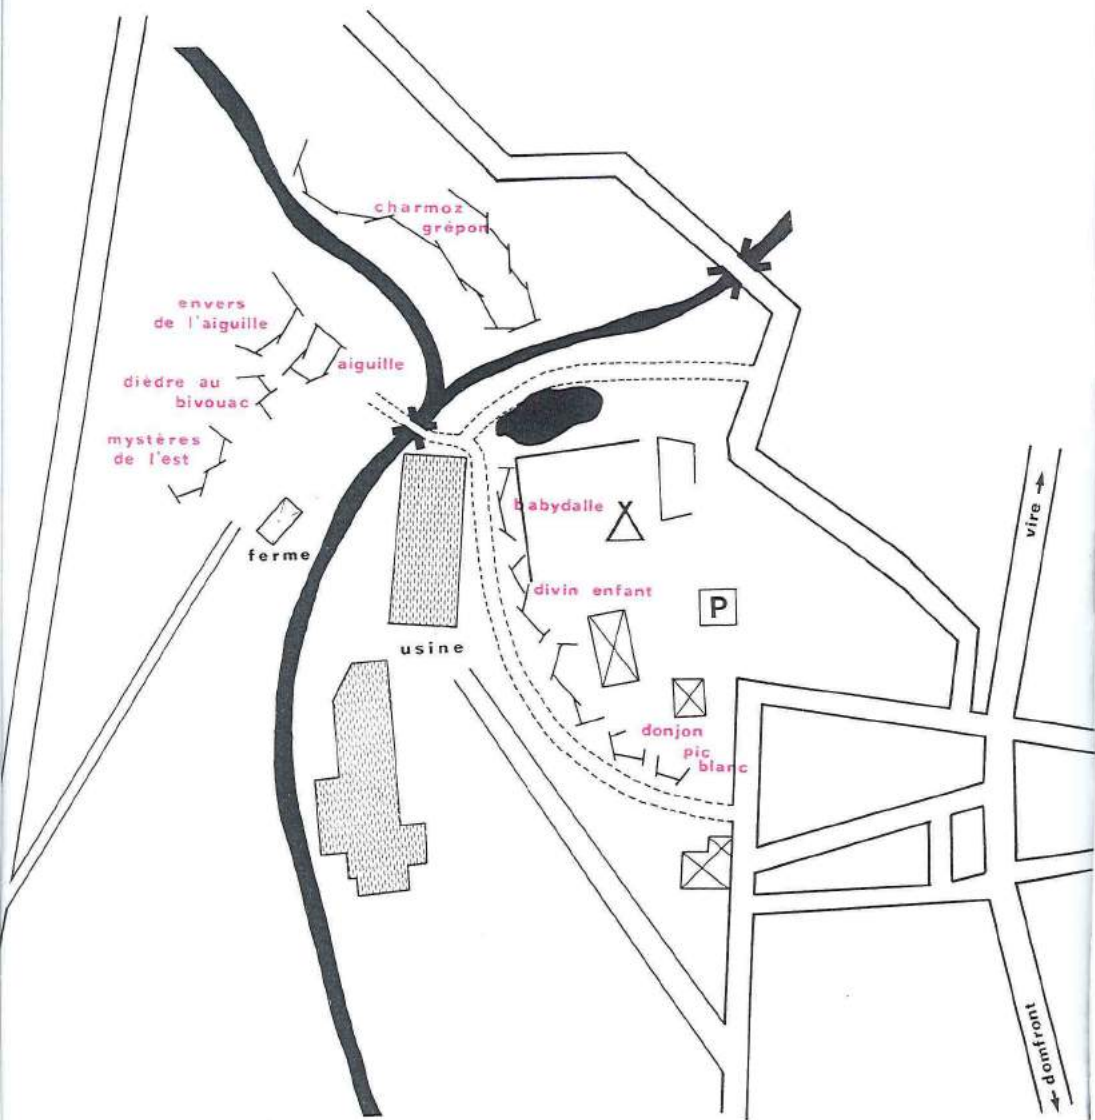 charmoz
grépon
envers
de l'aiguille
aiguille
dièdre au
bivouac
mystères
de l'est
babydalle
vire →
ferme
divin enfant
P
usine
donjon
pic
blanc
← domfront